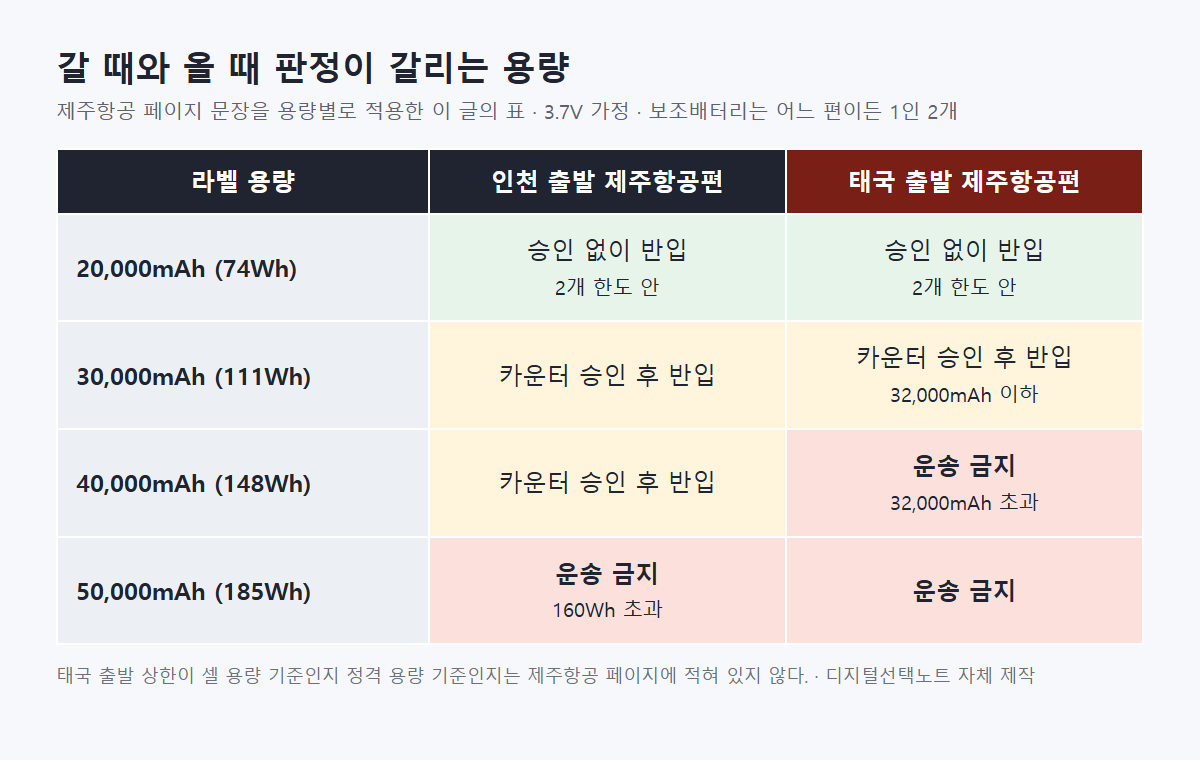 갈 때와 올 때 판정이 갈리는 용량
제주항공 페이지 문장을 용량별로 적용한 이 글의 표 · 3.7V 가정 · 보조배터리는 어느 편이든 1인 2개
라벨 용량
인천 출발 제주항공편
태국 출발 제주항공편
20,000mAh (74Wh)
승인 없이 반입
2개 한도 안
승인 없이 반입
2개 한도 안
30,000mAh (111Wh)
카운터 승인 후 반입
카운터 승인 후 반입
32,000mAh 이하
40,000mAh (148Wh)
카운터 승인 후 반입
운송 금지
32,000mAh 초과
50,000mAh (185Wh)
운송 금지
160Wh 초과
운송 금지
태국 출발 상한이 셀 용량 기준인지 정격 용량 기준인지는 제주항공 페이지에 적혀 있지 않다. · 디지털선택노트 자체 제작